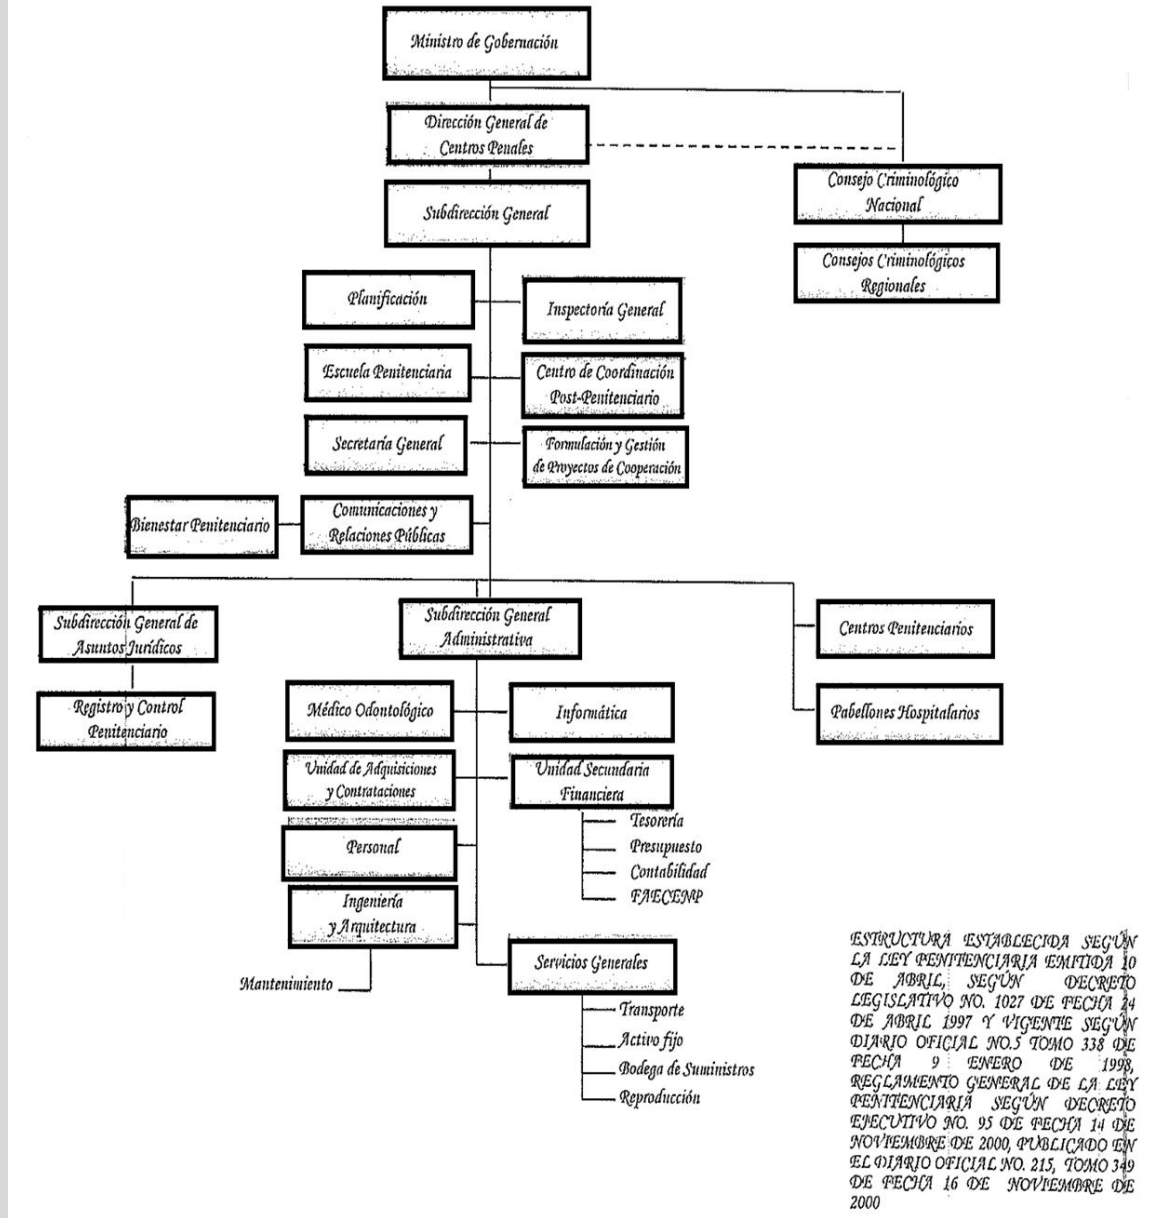 Ministro de Gobernación
Dirección General de
Centros Penales
Subdirección General
Consejo Criminológico
Nacional
Consejos Criminológicos
Regionales
Planificación
Inspectoría General
Escuela Penitenciaria
Centro de Coordinación
Post-Penitenciario
Secretaría General
Formulación y Gestión
de Proyectos de Cooperación
Bienestar Penitenciario
Comunicaciones y
Relaciones Públicas
Subdirección General de
Asuntos Jurídicos
Subdirección General
Administrativa
Centros Penitenciarios
Registro y Control
Penitenciario
Médico Odontológico
Informática
Pabellones Hospitalarios
Unidad de Adquisiciones
y Contrataciones
Unidad Secundaria
Financiera
Tesorería
Presupuesto
Contabilidad
FAECENP
Personal
Ingeniería
y Arquitectura
Mantenimiento
Servicios Generales
Transporte
Activo fijo
Bodega de Suministros
Reproducción
ESTRUCTURA ESTABLECIDA SEGÚN
LA LEY PENITENCIARIA EMITIDA 10
DE ABRIL, SEGÚN DECRETO
LEGISLATIVO NO. 1027 DE FECHA 24
DE ABRIL 1997 Y VIGENTE SEGÚN
DIARIO OFICIAL NO.5 TOMO 338 DE
FECHA 9 ENERO DE 1998,
REGLAMENTO GENERAL DE LA LEY
PENITENCIARIA SEGÚN DECRETO
EJECUTIVO NO. 95 DE FECHA 14 DE
NOVIEMBRE DE 2000, PUBLICADO EN
EL DIARIO OFICIAL NO. 215, TOMO 349
DE FECHA 16 DE NOVIEMBRE DE
2000